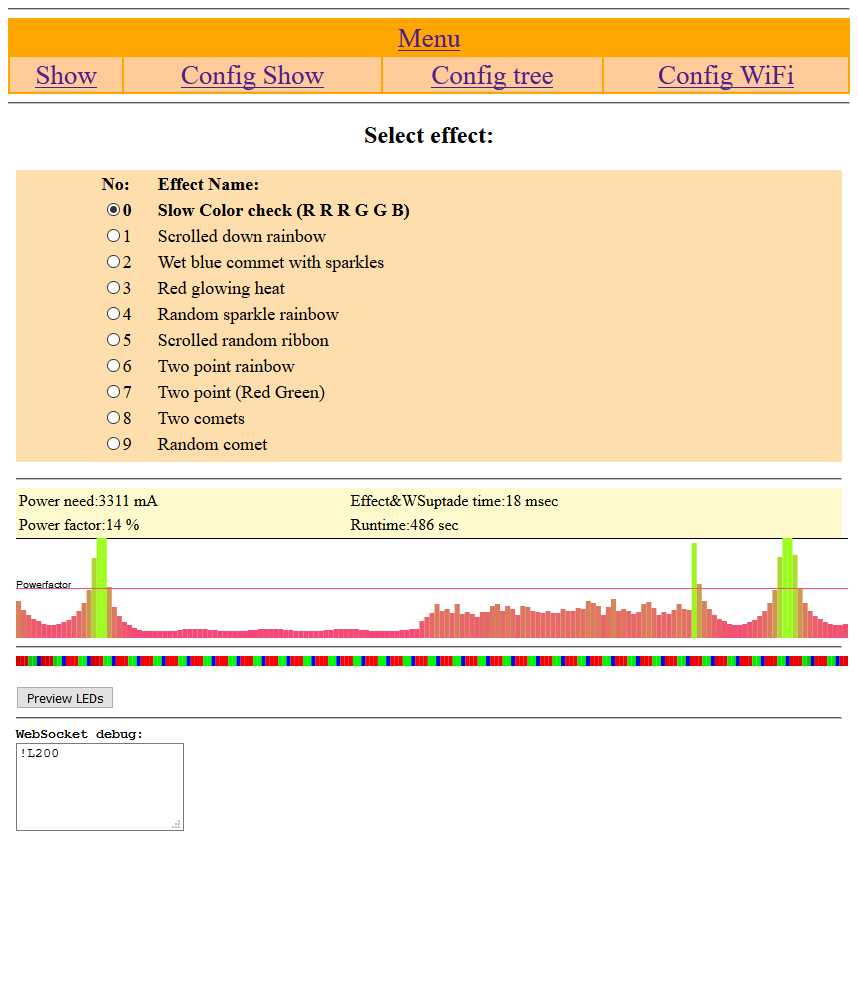 Menu
Show Config Show Config tree Config WiFi
Select effect:
No: Effect Name:
0 Slow Color check (R R R G G B)
1 Scrolled down rainbow
2 Wet blue commet with sparkles
3 Red glowing heat
4 Random sparkle rainbow
5 Scrolled random ribbon
6 Two point rainbow
7 Two point (Red Green)
8 Two comets
9 Random comet
Power need:3311 mA Effect&WSuptade time:18 msec
Power factor:14 % Runtime:486 sec
Powerfactor
Preview LEDs
WebSocket debug:
!L200